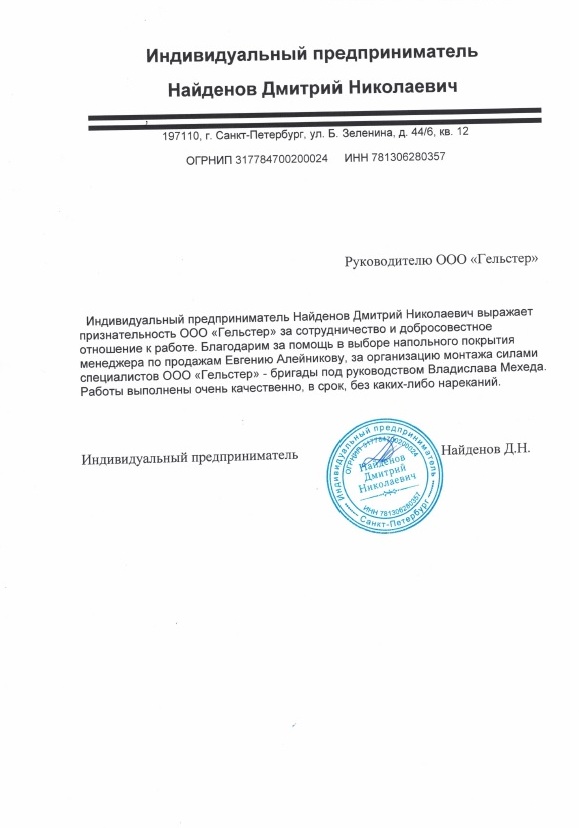 Индивидуальный предприниматель
Найденов Дмитрий Николаевич
197110, г. Санкт-Петербург, ул. Б. Зеленина, д. 44/6, кв. 12
ОГРНИП 317784700200024 ИНН 781306280357
Руководителю ООО «Гельстер»
Индивидуальный предприниматель Найденов Дмитрий Николаевич выражает
признательность ООО «Гельстер» за сотрудничество и добросовестное
отношение к работе. Благодарим за помощь в выборе напольного покрытия
менеджера по продажам Евгению Алейникову, за организацию монтажа силами
специалистов ООО «Гельстер» - бригады под руководством Владислава Мехеда.
Работы выполнены очень качественно, в срок, без каких-либо нареканий.
Индивидуальный предприниматель
Найденов Д.Н.
Индивидуальный предприниматель
ОГРНИП 317784700200024
Найденов
Дмитрий
Николаевич
ИНН 781306280357
Санкт-Петербург